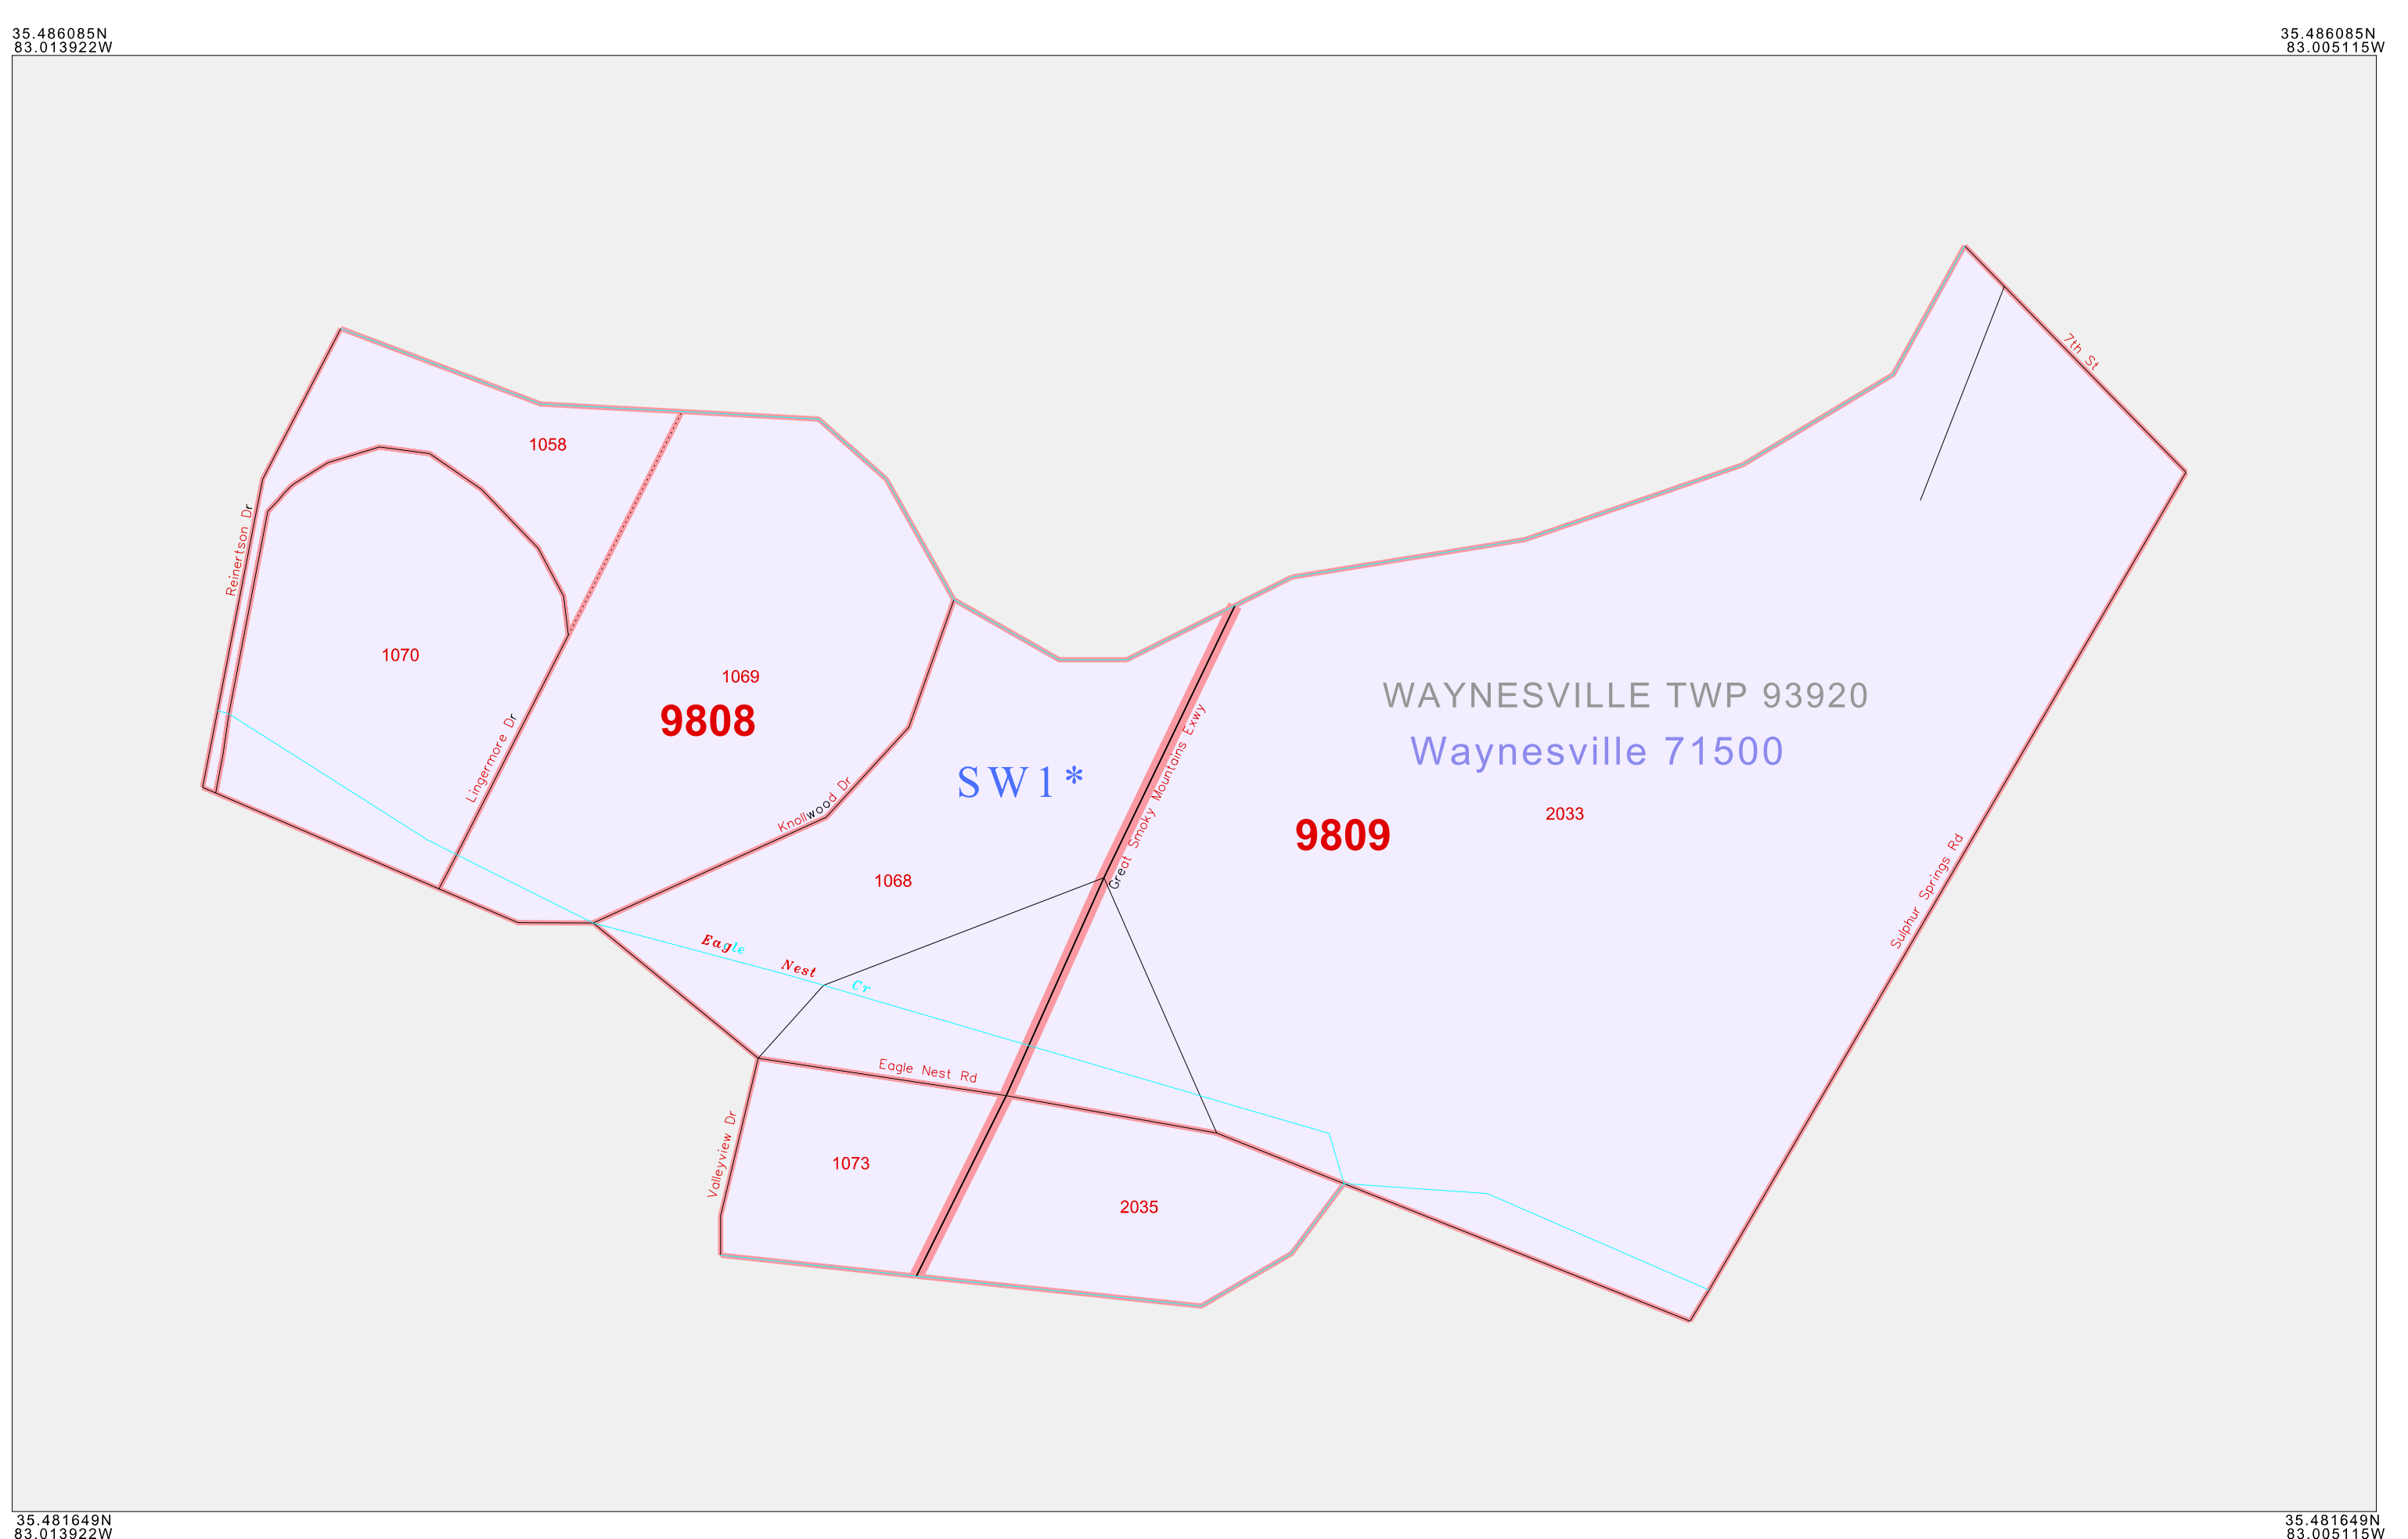 35.486085N
83.013922W
35.486085N
83.005115W
7th St
1058
Reinertson Dr
1070
1069
9808
WAYNESVILLE TWP 93920
Waynesville 71500
Lingermore Dr
SW1*
Great Smoky Mountains Exwy
Knollwood Dr
2033
9809
1068
Sulphur Springs Rd
Eagle Nest Cr
Eagle Nest Rd
Valleyview Dr
1073
2035
35.481649N
83.013922W
35.481649N
83.005115W